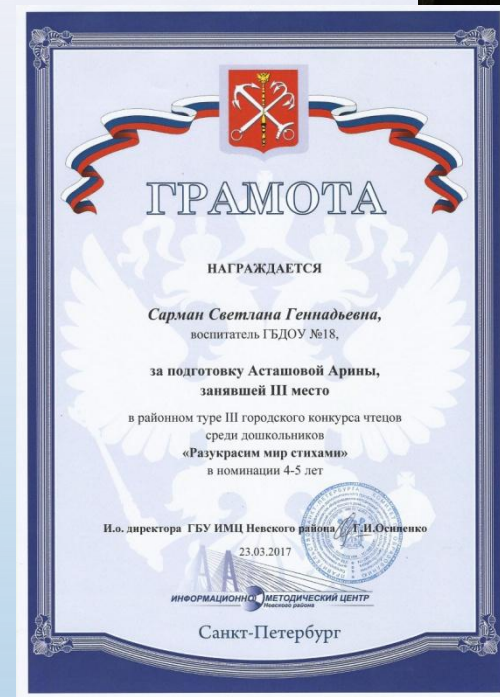 ГРАМОТА
НАГРАЖДАЕТСЯ
Сарман Светлана Геннадьевна,
воспитатель ГБДОУ №18,
за подготовку Асташовой Арины,
занявшей III место
в районном туре III городского конкурса чтецов
среди дошкольников
«Разукрасим мир стихами»
в номинации 4-5 лет
И.о. директора ГБУ ИМЦ Невского района Г.И.Осипенко
23.03.2017
ИНФОРМАЦИОННО МЕТОДИЧЕСКИЙ ЦЕНТР
Невского района
Санкт-Петербург